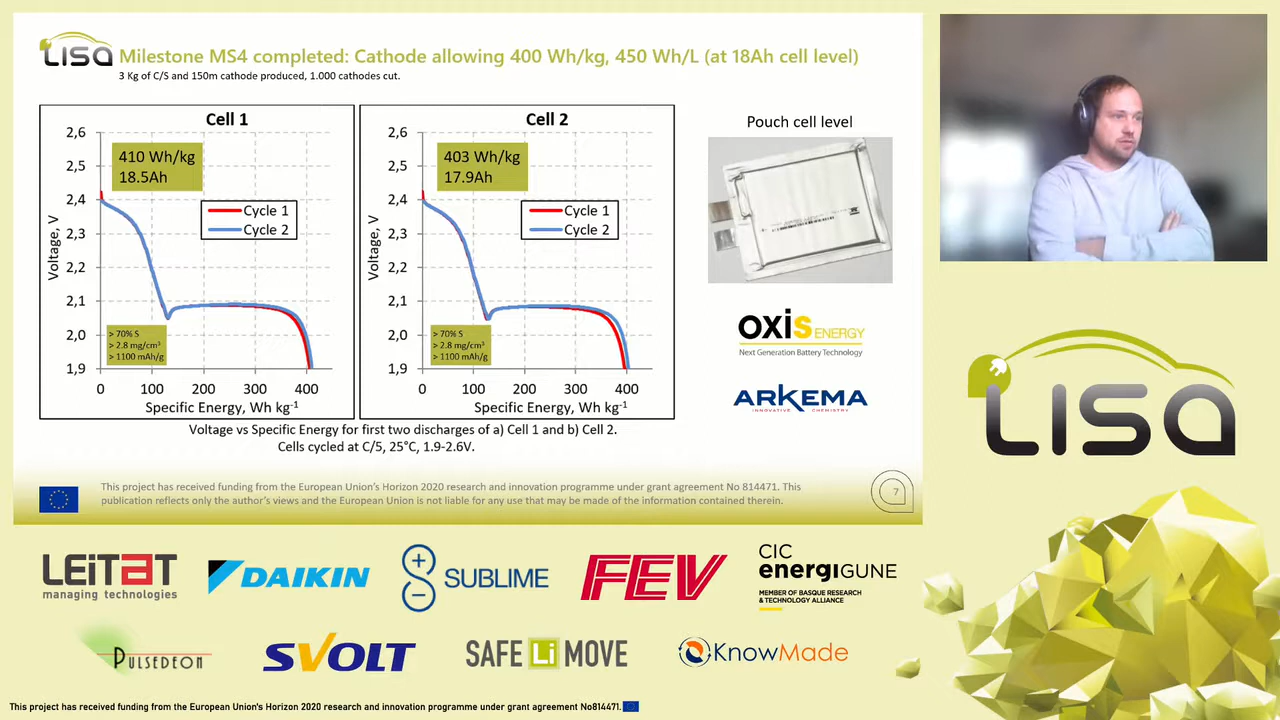 LISA
Milestone MS4 completed: Cathode allowing 400 Wh/kg, 450 Wh/L (at 18Ah cell level)
3 Kg of C/S and 150m cathode produced, 1.000 cathodes cut.
Cell 1
2,6
2,5
2,4
2,3
2,2
2,1
2,0
1,9
Voltage, V
410 Wh/kg
18.5Ah
Cycle 1
Cycle 2
> 70% S
> 2.8 mg/cm³
> 1100 mAh/g
0 100 200 300 400
Specific Energy, Wh kg⁻¹
Cell 2
2,6
2,5
2,4
2,3
2,2
2,1
2,0
1,9
Voltage, V
403 Wh/kg
17.9Ah
Cycle 1
Cycle 2
> 70% S
> 2.8 mg/cm³
> 1100 mAh/g
0 100 200 300 400
Specific Energy, Wh kg⁻¹
Voltage vs Specific Energy for first two discharges of a) Cell 1 and b) Cell 2.
Cells cycled at C/5, 25°C, 1.9-2.6V.
Pouch cell level
OXIS ENERGY
Next Generation Battery Technology
ARKEMA
INNOVATIVE CHEMISTRY
This project has received funding from the European Union's Horizon 2020 research and innovation programme under grant agreement No 814471. This
publication reflects only the author's views and the European Union is not liable for any use that may be made of the information contained therein.
7
LISA
LEITAT
managing technologies
DAIKIN
SUBLIME
FEV
CIC
energiGUNE
MEMBER OF BASQUE RESEARCH
& TECHNOLOGY ALLIANCE
PULSEDEON
SVOLT
SAFE Li MOVE
KnowMade
This project has received funding from the European Union's Horizon 2020 research and innovation programme under grant agreement No814471.